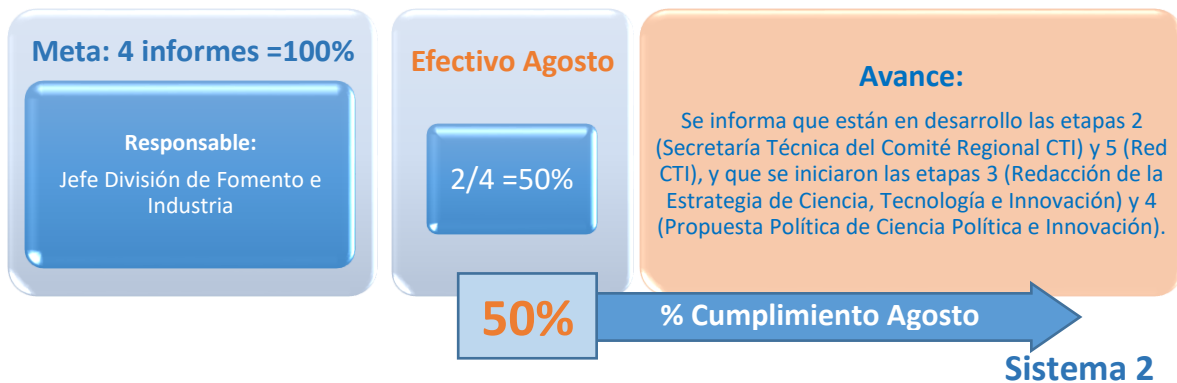 Meta: 4 informes =100%
Responsable:
Jefe División de Fomento e
Industria
Efectivo Agosto
2/4 =50%
Avance:
Se informa que están en desarrollo las etapas 2
(Secretaría Técnica del Comité Regional CTI) y 5 (Red
CTI), y que se iniciaron las etapas 3 (Redacción de la
Estrategia de Ciencia, Tecnología e Innovación) y 4
(Propuesta Política de Ciencia Política e Innovación).
50%
% Cumplimiento Agosto
Sistema 2